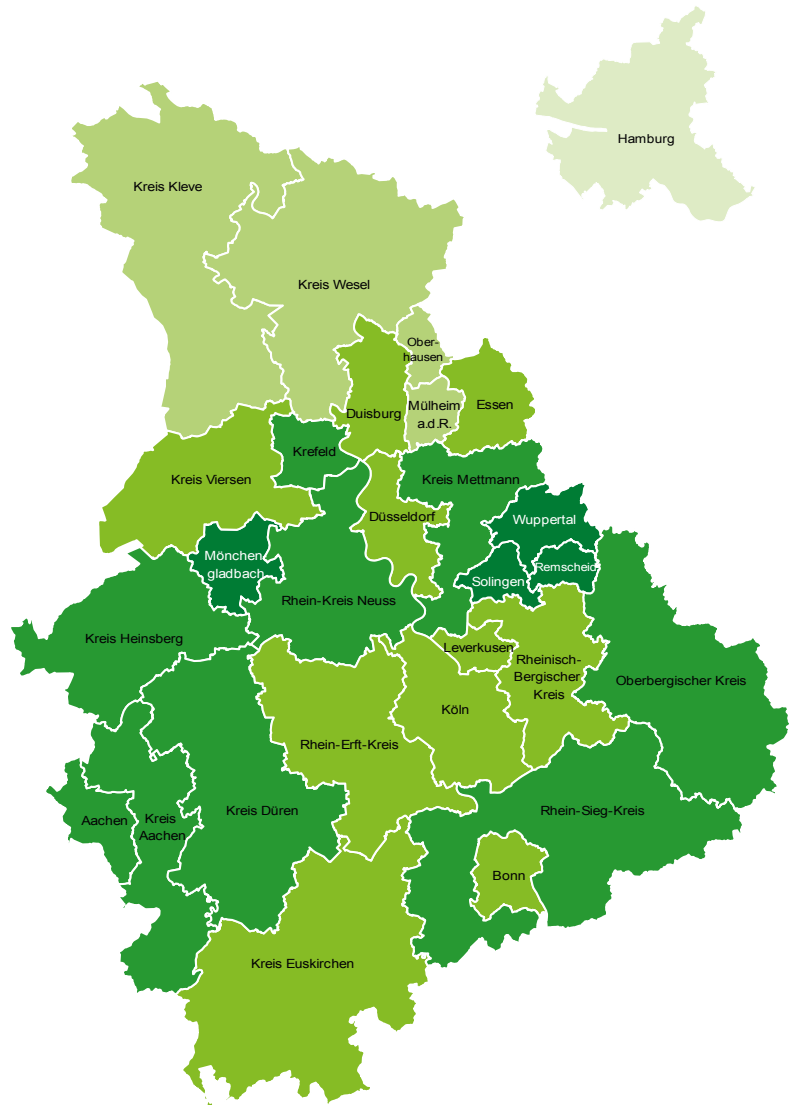 Hamburg
Kreis Kleve
Kreis Wesel
Ober-
hausen
Duisburg
Mülheim
a.d.R.
Essen
Krefeld
Kreis Viersen
Kreis Mettmann
Düsseldorf
Wuppertal
Mönchen
gladbach
Remscheid
Solingen
Rhein-Kreis Neuss
Kreis Heinsberg
Leverkusen
Rheinisch-
Bergischer
Kreis
Oberbergischer Kreis
Köln
Rhein-Erft-Kreis
Kreis Düren
Rhein-Sieg-Kreis
Aachen
Kreis
Aachen
Bonn
Kreis Euskirchen